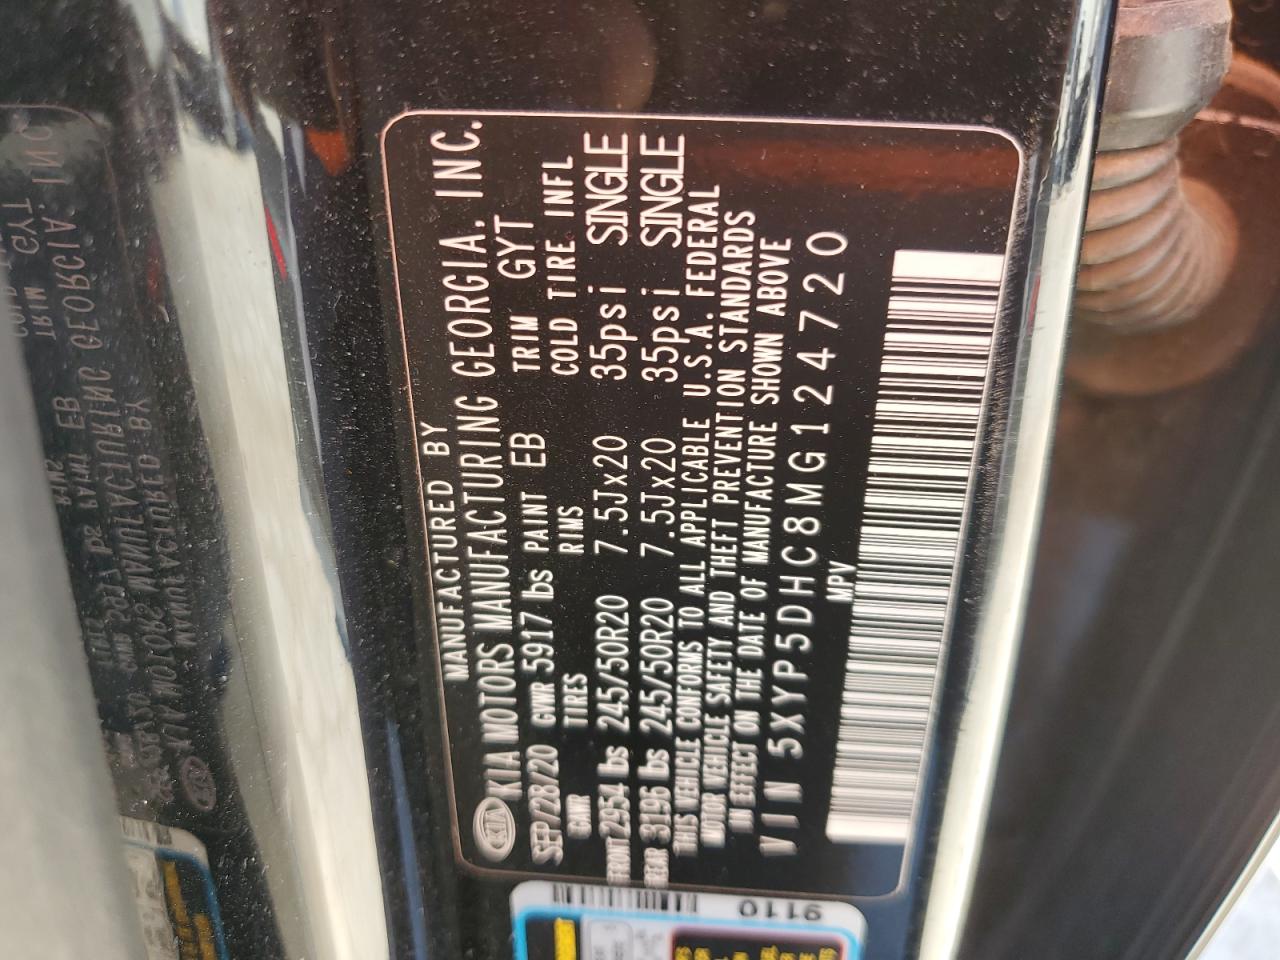 MANUFACTURED BY
KIA KIA MOTORS MANUFACTURING GEORGIA. INC.
SEP/28/20 GVWR 5917 lbs PAINT EB TRIM GYT
GAWR TIRES RIMS COLD TIRE INFL
FRONT 2954 lbs 245/50R20 7.5Jx20 35psi SINGLE
REAR 3196 lbs 245/50R20 7.5Jx20 35psi SINGLE
THIS VEHICLE CONFORMS TO ALL APPLICABLE U.S.A. FEDERAL
MOTOR VEHICLE SAFETY AND THEFT PREVENTION STANDARDS
IN EFFECT ON THE DATE OF MANUFACTURE SHOWN ABOVE
VIN 5XYP5DHC8MG124720
MPV
9110